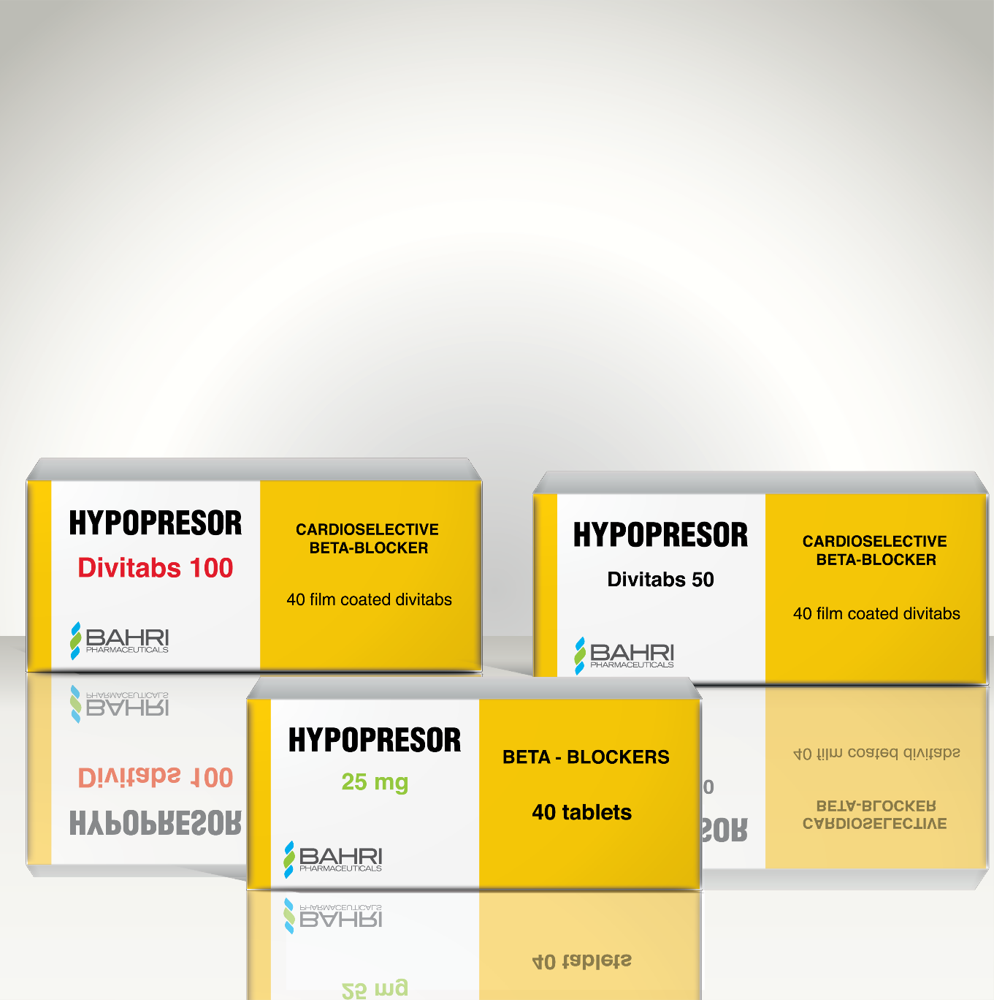 HYPOPRESOR
Divitabs 100
BAHRI
PHARMACEUTICALS
CARDIOSELECTIVE
BETA-BLOCKER
40 film coated divitabs
HYPOPRESOR
Divitabs 50
BAHRI
PHARMACEUTICALS
CARDIOSELECTIVE
BETA-BLOCKER
40 film coated divitabs
HYPOPRESOR
25 mg
BAHRI
PHARMACEUTICALS
BETA - BLOCKERS
40 tablets